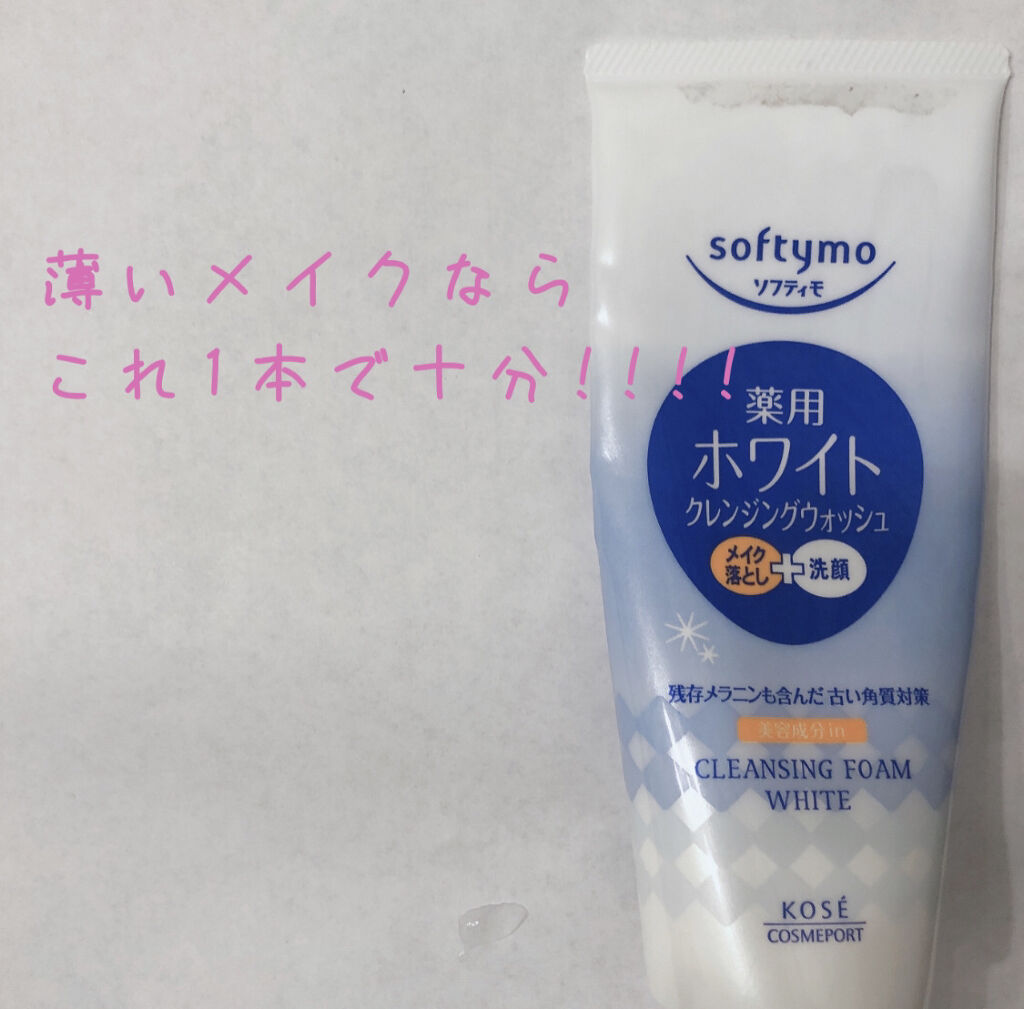 薄いメイクなら
これ1本で十分!!!!
softymo
ソフティモ
薬用
ホワイト
クレンジングウォッシュ
メイク
落とし+洗顔
残存メラニンも含んだ 古い角質対策
美容成分in
CLEANSING FOAM
WHITE
KOSÉ
COSMEPORT